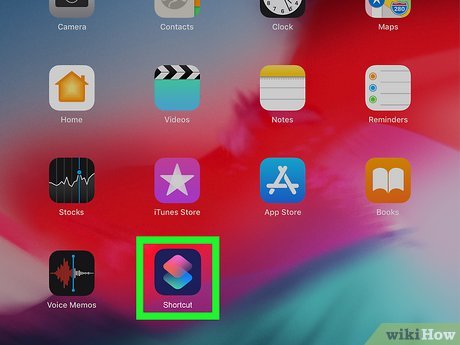 Camera Contacts Clock Maps
280
Home Videos Notes Reminders
Stocks iTunes Store App Store Books
Voice Memos Shortcut
wikiHow